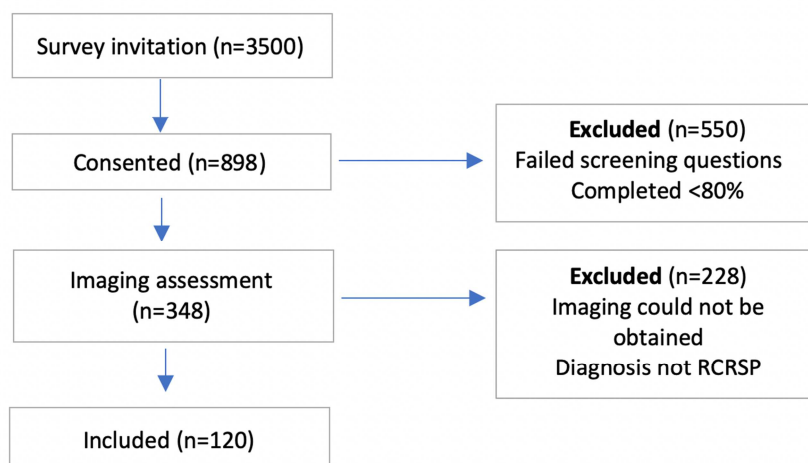 Survey invitation (n=3500)
Consented (n=898)
Excluded (n=550)
Failed screening questions
Completed <80%
Imaging assessment
(n=348)
Excluded (n=228)
Imaging could not be
obtained
Diagnosis not RCRSP
Included (n=120)